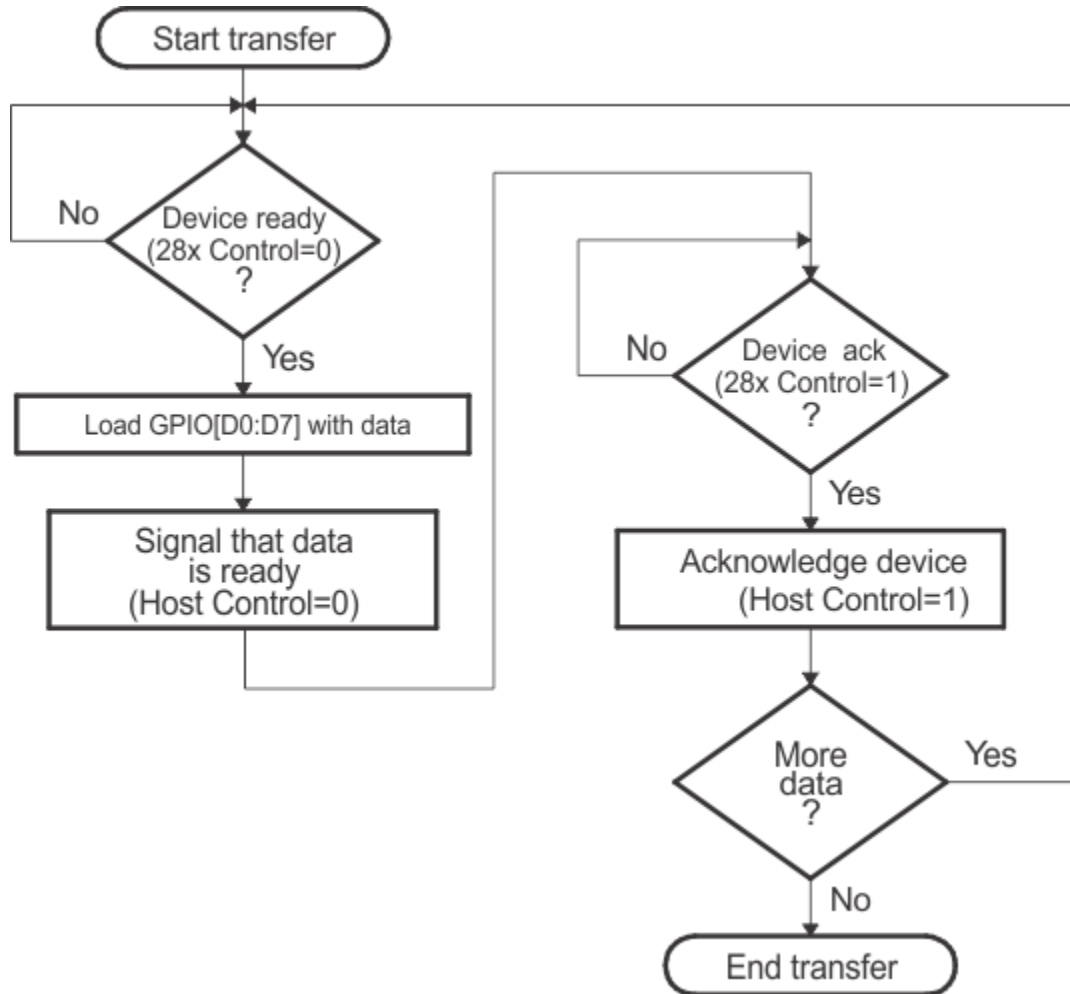 Start transfer
No
Device ready
(28x Control=0)
?
Yes
Load GPIO[D0:D7] with data
Signal that data
is ready
(Host Control=0)
No
Device ack
(28x Control=1)
?
Yes
Acknowledge device
(Host Control=1)
More
data
?
Yes
No
End transfer